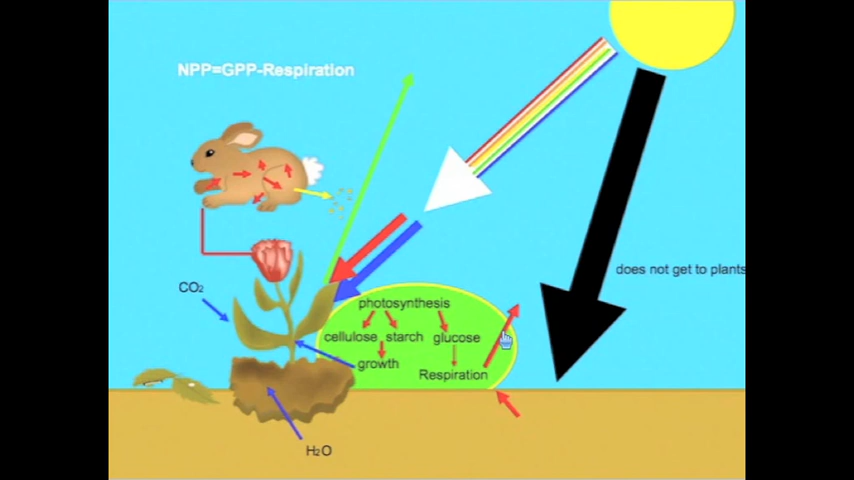 NPP=GPP-Respiration
does not get to plants
CO2
photosynthesis
cellulose starch glucose
growth
Respiration
H2O